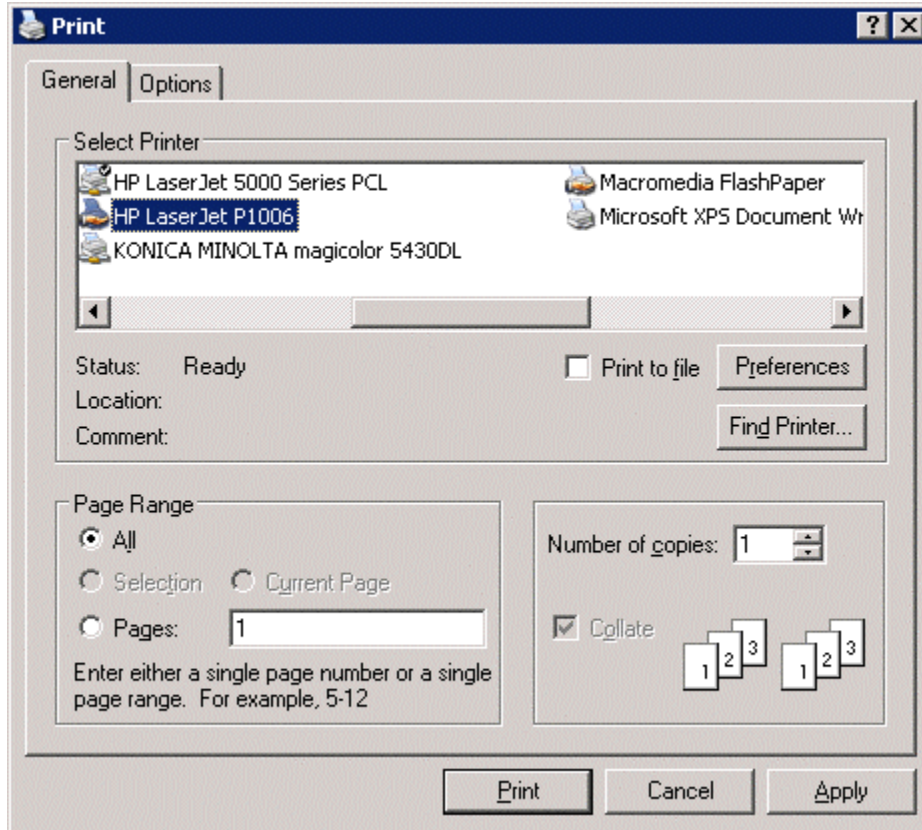 Print
General Options
Select Printer
HP LaserJet 5000 Series PCL Macromedia FlashPaper
HP LaserJet P1006 Microsoft XPS Document Wr
KONICA MINOLTA magicolor 5430DL
Status: Ready Print to file Preferences
Location:
Comment: Find Printer...
Page Range
All Number of copies: 1
Selection Current Page
Pages: 1 Collate 1 2 3 1 2 3
Enter either a single page number or a single
page range. For example, 5-12
Print Cancel Apply